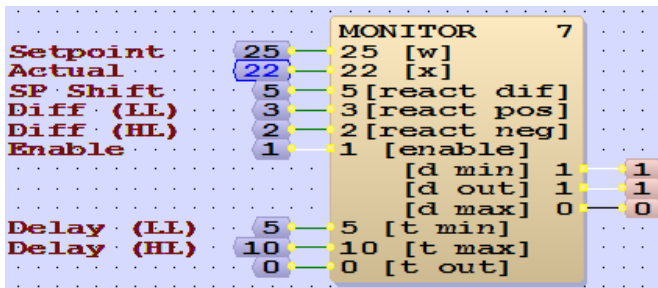 MONITOR 7
Setpoint 25 25 [w]
Actual 22 22 [x]
SP Shift 5 5[react dif]
Diff (LL) 3 3[react pos]
Diff (HL) 2 2[react neg]
Enable 1 1 [enable]
[d min] 1 1
[d out] 1 1
[d max] 0 0
Delay (LL) 5 5 [t min]
Delay (HL) 10 10 [t max]
0 0 [t out]